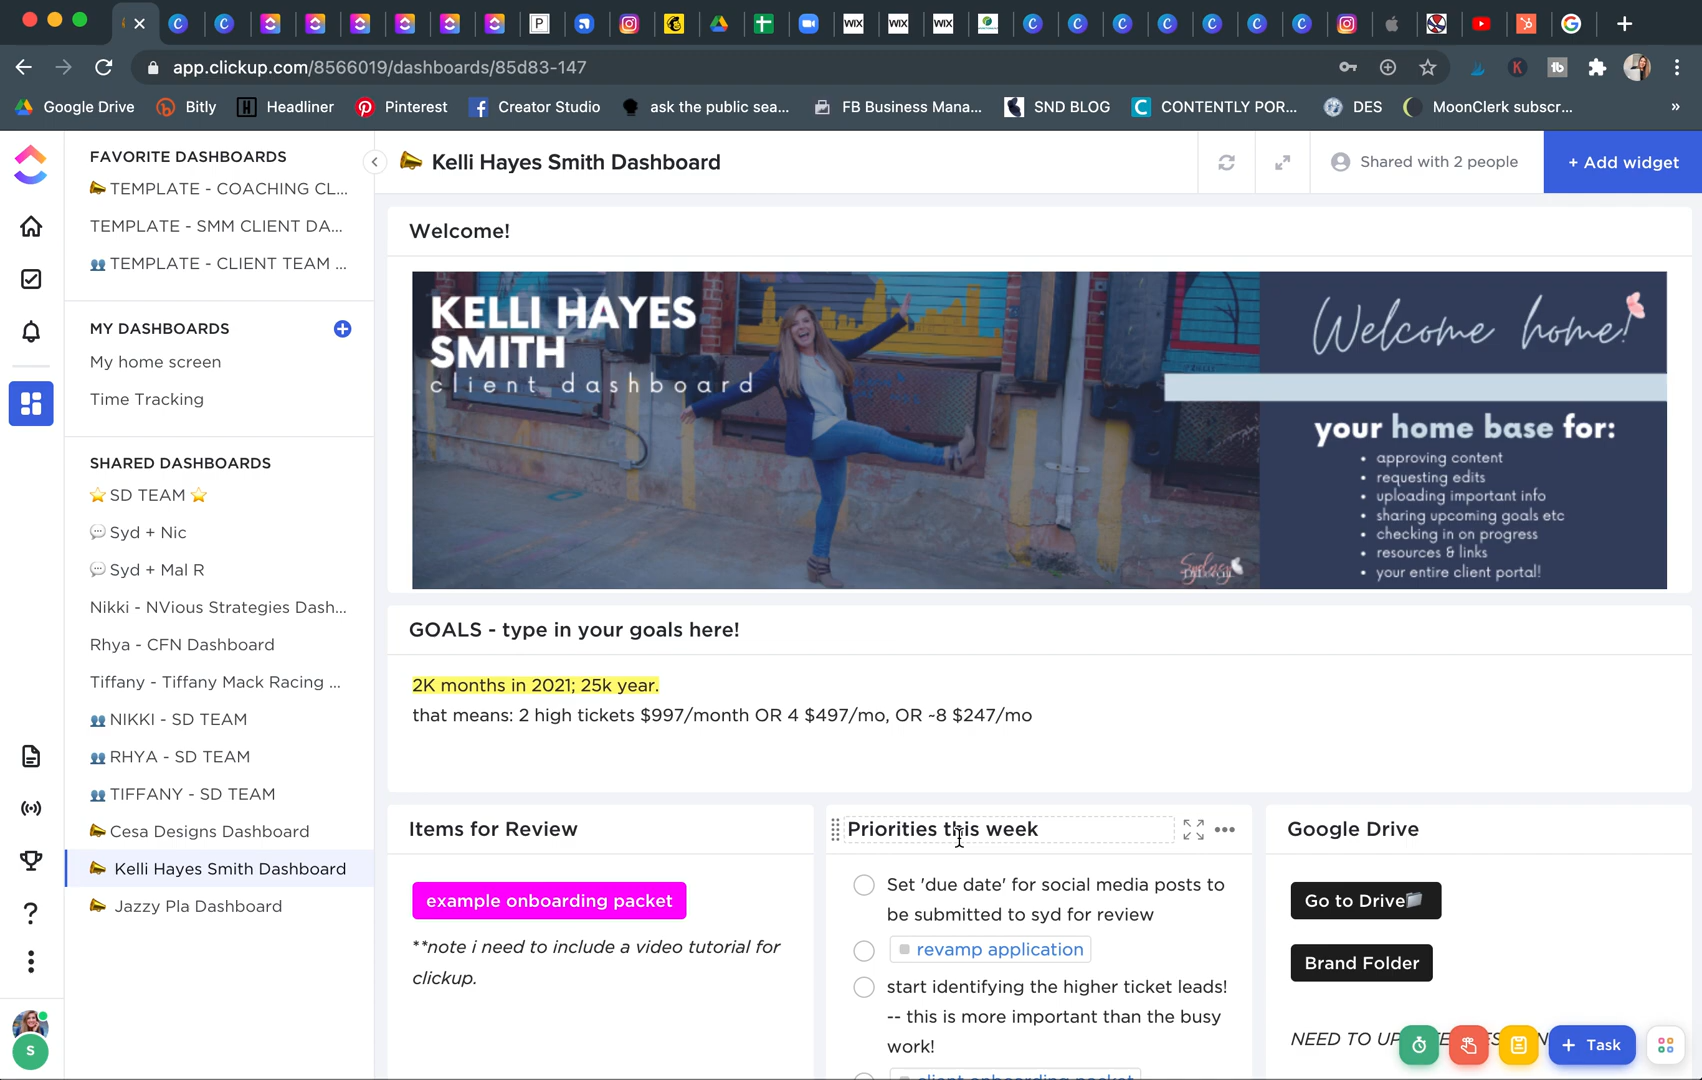 P
WIX
WIX
WIX
K
tb
app.clickup.com/8566019/dashboards/85d83-147
Google Drive
Bitly
Headliner
Pinterest
Creator Studio
ask the public sea...
FB Business Mana...
SND BLOG
CONTENTLY POR...
DES
MoonClerk subscr...
»
FAVORITE DASHBOARDS
TEMPLATE - COACHING CL...
TEMPLATE - SMM CLIENT DA...
TEMPLATE - CLIENT TEAM ...
MY DASHBOARDS
My home screen
Time Tracking
SHARED DASHBOARDS
SD TEAM
Syd + Nic
Syd + Mal R
Nikki - NVious Strategies Dash...
Rhya - CFN Dashboard
Tiffany - Tiffany Mack Racing ...
NIKKI - SD TEAM
RHYA - SD TEAM
TIFFANY - SD TEAM
Cesa Designs Dashboard
Kelli Hayes Smith Dashboard
Jazzy Pla Dashboard
S
Kelli Hayes Smith Dashboard
Shared with 2 people
+ Add widget
Welcome!
KELLI HAYES
SMITH
client dashboard
Welcome home!
your home base for:
• approving content
• requesting edits
• uploading important info
• sharing upcoming goals etc
• checking in on progress
• resources & links
• your entire client portal!
Sydney
GOALS - type in your goals here!
2K months in 2021; 25k year.
that means: 2 high tickets $997/month OR 4 $497/mo, OR ~8 $247/mo
Items for Review
example onboarding packet
**note i need to include a video tutorial for
clickup.
Priorities this week
Set 'due date' for social media posts to
be submitted to syd for review
revamp application
start identifying the higher ticket leads!
-- this is more important than the busy
work!
client onboarding packet
Google Drive
Go to Drive
Brand Folder
NEED TO UP
+ Task